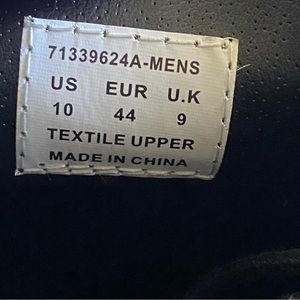 71339624A-MENS
US EUR U.K
10 44 9
TEXTILE UPPER
MADE IN CHINA